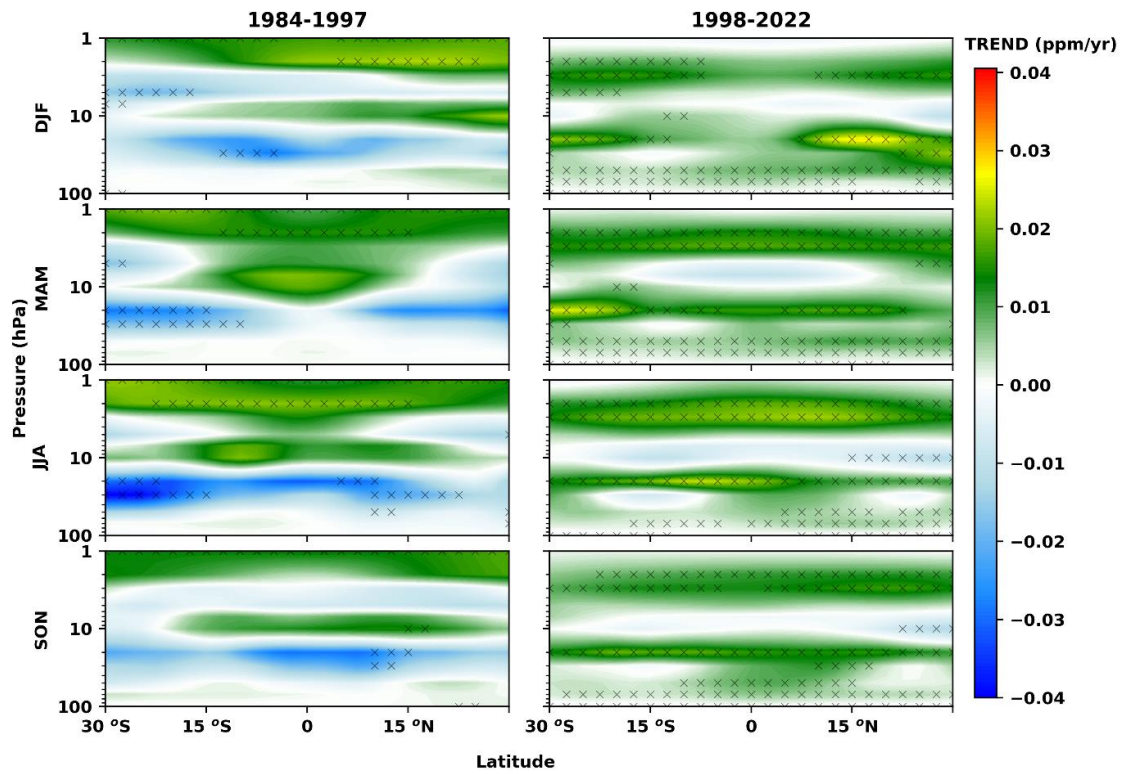 1984-1997
1998-2022
TREND (ppm/yr)
1
10
100
DJF
1
10
100
MAM
1
10
100
JJA
1
10
100
SON
Pressure (hPa)
30 °S 15 °S 0 15 °N
30 °S 15 °S 0 15 °N
Latitude
0.04
0.03
0.02
0.01
0.00
−0.01
−0.02
−0.03
−0.04